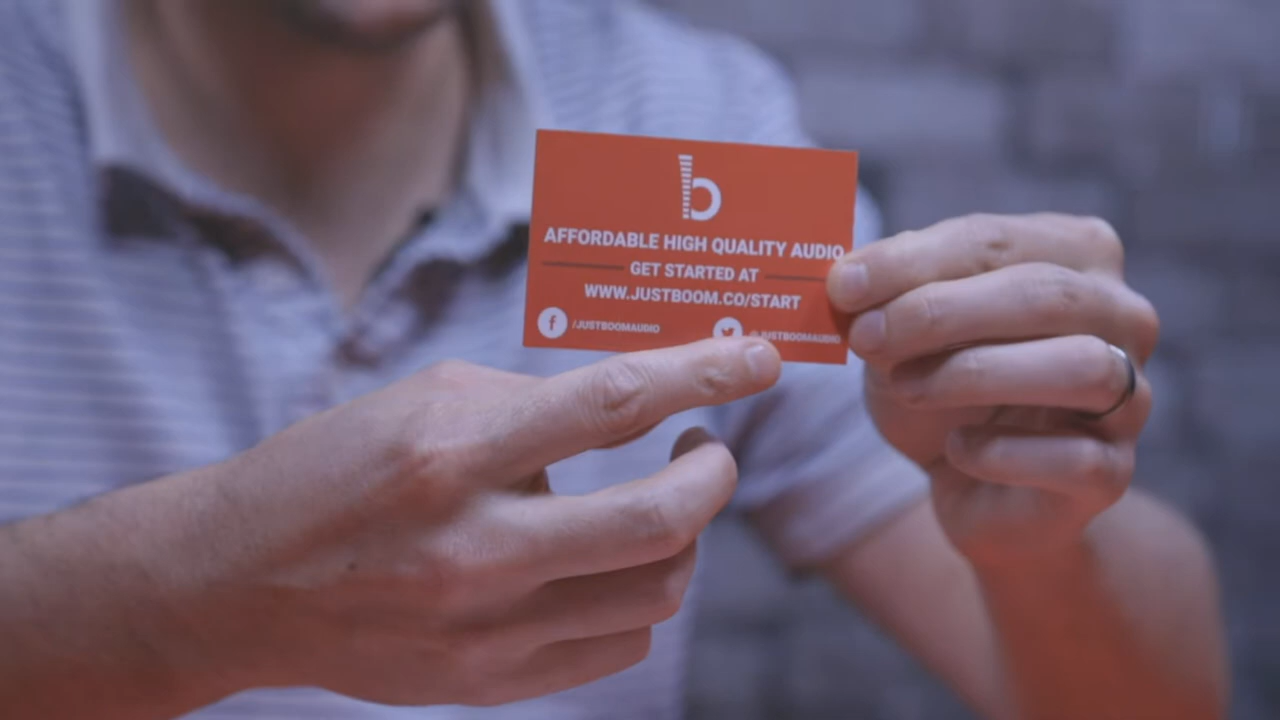 b
AFFORDABLE HIGH QUALITY AUDIO
GET STARTED AT
WWW.JUSTBOOM.CO/START
f /JUSTBOOMAUDIO
@JUSTBOOMAUDIO